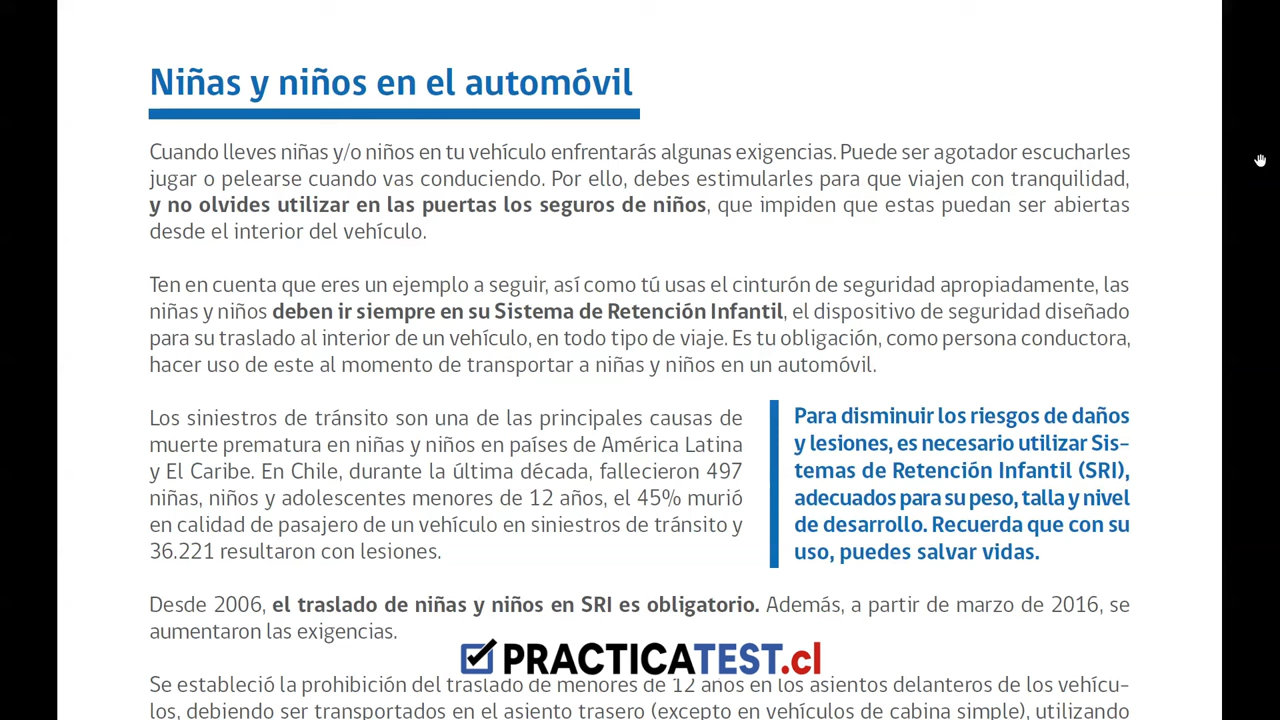 Niñas y niños en el automóvil
Cuando lleves niñas y/o niños en tu vehículo enfrentarás algunas exigencias. Puede ser agotador escucharles
jugar o pelearse cuando vas conduciendo. Por ello, debes estimularles para que viajen con tranquilidad,
y no olvides utilizar en las puertas los seguros de niños, que impiden que estas puedan ser abiertas
desde el interior del vehículo.
Ten en cuenta que eres un ejemplo a seguir, así como tú usas el cinturón de seguridad apropiadamente, las
niñas y niños deben ir siempre en su Sistema de Retención Infantil, el dispositivo de seguridad diseñado
para su traslado al interior de un vehículo, en todo tipo de viaje. Es tu obligación, como persona conductora,
hacer uso de este al momento de transportar a niñas y niños en un automóvil.
Los siniestros de tránsito son una de las principales causas de
muerte prematura en niñas y niños en países de América Latina
y El Caribe. En Chile, durante la última década, fallecieron 497
niñas, niños y adolescentes menores de 12 años, el 45% murió
en calidad de pasajero de un vehículo en siniestros de tránsito y
36.221 resultaron con lesiones.
Para disminuir los riesgos de daños
y lesiones, es necesario utilizar Sis-
temas de Retención Infantil (SRI),
adecuados para su peso, talla y nivel
de desarrollo. Recuerda que con su
uso, puedes salvar vidas.
Desde 2006, el traslado de niñas y niños en SRI es obligatorio. Además, a partir de marzo de 2016, se
aumentaron las exigencias.
PRACTICATEST.cl
Se estableció la prohibición del traslado de menores de 12 años en los asientos delanteros de los vehícu-
los, debiendo ser transportados en el asiento trasero (excepto en vehículos de cabina simple), utilizando